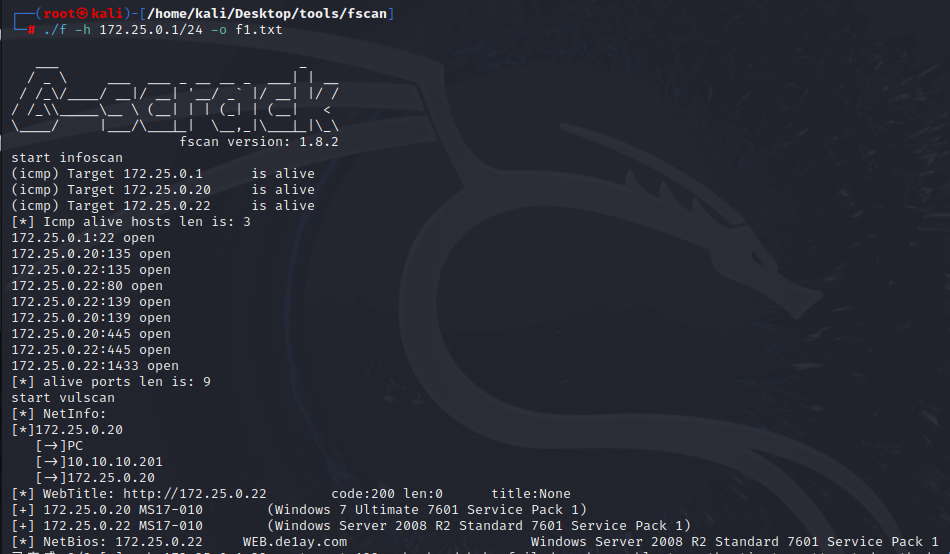 ┌──(root㉿kali)-[/home/kali/Desktop/tools/fscan]
└─# ./f -h 172.25.0.1/24 -o f1.txt
fscan version: 1.8.2
start infoscan
(icmp) Target 172.25.0.1      is alive
(icmp) Target 172.25.0.20     is alive
(icmp) Target 172.25.0.22     is alive
[*] Icmp alive hosts len is: 3
172.25.0.1:22 open
172.25.0.20:135 open
172.25.0.22:135 open
172.25.0.22:80 open
172.25.0.22:139 open
172.25.0.20:139 open
172.25.0.20:445 open
172.25.0.22:445 open
172.25.0.22:1433 open
[*] alive ports len is: 9
start vulscan
[*] NetInfo:
[*]172.25.0.20
   [->]PC
   [->]10.10.10.201
   [->]172.25.0.20
[*] WebTitle: http://172.25.0.22        code:200 len:0      title:None
[+] 172.25.0.20 MS17-010        (Windows 7 Ultimate 7601 Service Pack 1)
[+] 172.25.0.22 MS17-010        (Windows Server 2008 R2 Standard 7601 Service Pack 1)
[*] NetBios: 172.25.0.22     WEB.de1ay.com                       Windows Server 2008 R2 Standard 7601 Service Pack 1